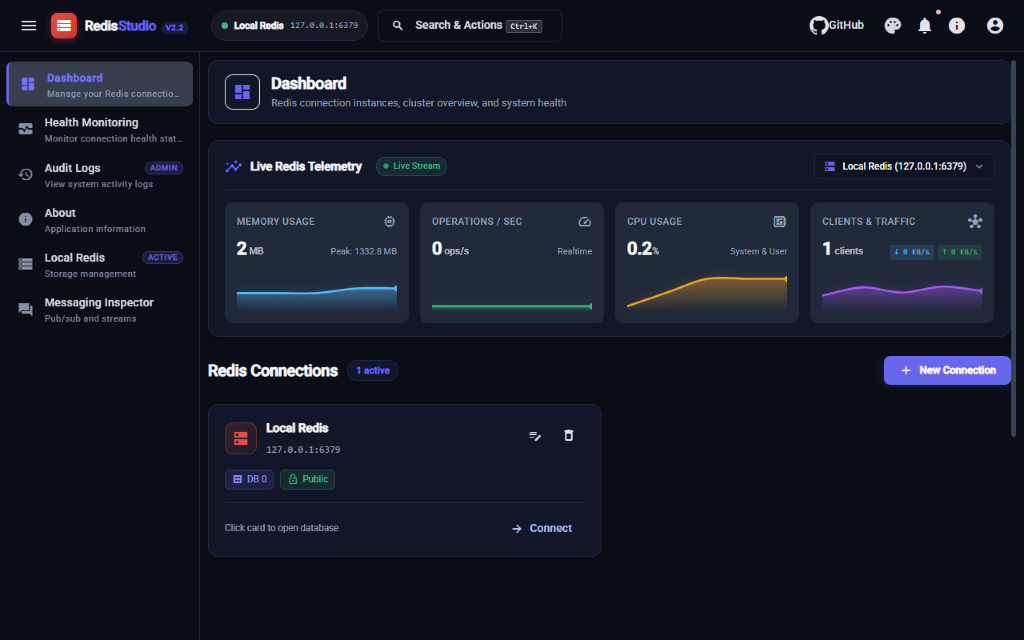 RedisStudio V2.2
Local Redis 127.0.0.1:6379
Search & Actions Ctrl+K
GitHub
Dashboard
Manage your Redis connectio...
Health Monitoring
Monitor connection health stat...
Audit Logs ADMIN
View system activity logs
About
Application information
Local Redis ACTIVE
Storage management
Messaging Inspector
Pub/sub and streams
Dashboard
Redis connection instances, cluster overview, and system health
Live Redis Telemetry Live Stream
Local Redis (127.0.0.1:6379)
MEMORY USAGE
2 MB Peak: 1332.8 MB
OPERATIONS / SEC
0 ops/s Realtime
CPU USAGE
0.2% System & User
CLIENTS & TRAFFIC
1 clients ↓ 0 KB/s ↑ 0 KB/s
Redis Connections 1 active
+ New Connection
Local Redis
127.0.0.1:6379
DB 0 Public
Click card to open database
→ Connect